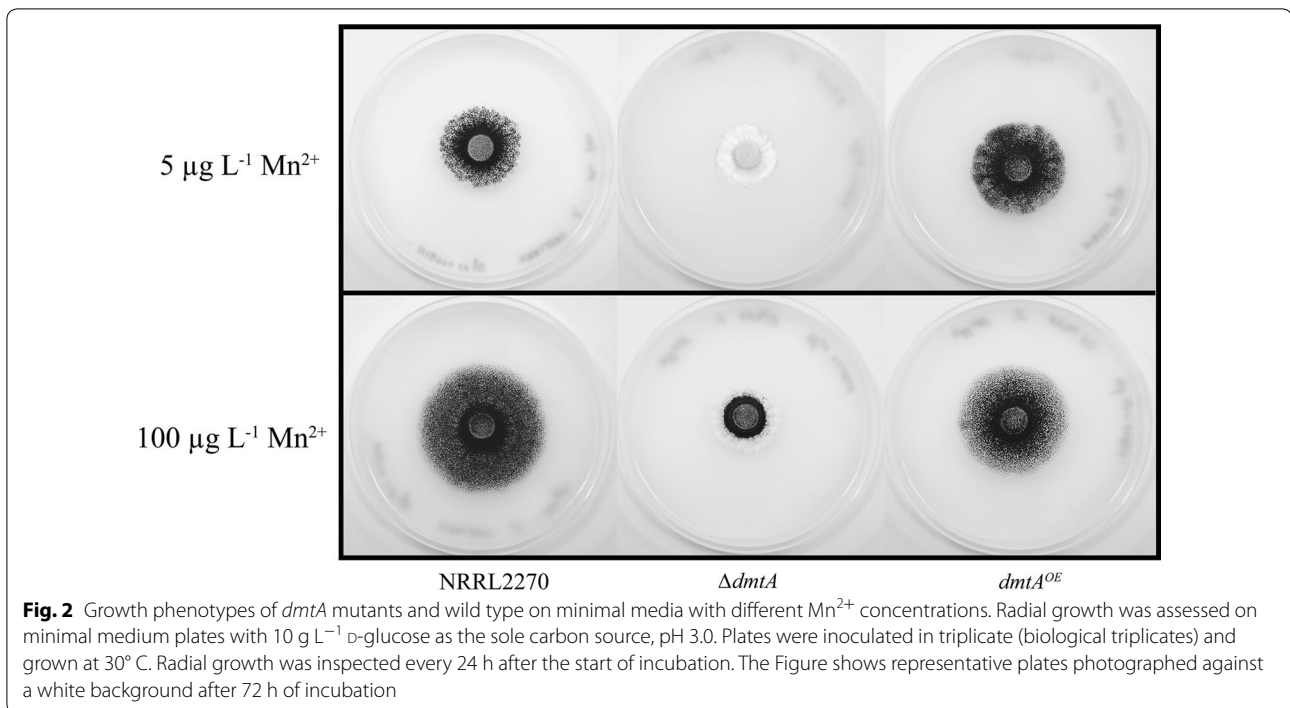 5 µg L⁻¹ Mn²⁺
100 µg L⁻¹ Mn²⁺
NRRL2270 ΔdmtA dmtAᴼᴱ
Fig. 2 Growth phenotypes of dmtA mutants and wild type on minimal media with different Mn²⁺ concentrations. Radial growth was assessed on
minimal medium plates with 10 g L⁻¹ D-glucose as the sole carbon source, pH 3.0. Plates were inoculated in triplicate (biological triplicates) and
grown at 30° C. Radial growth was inspected every 24 h after the start of incubation. The Figure shows representative plates photographed against
a white background after 72 h of incubation